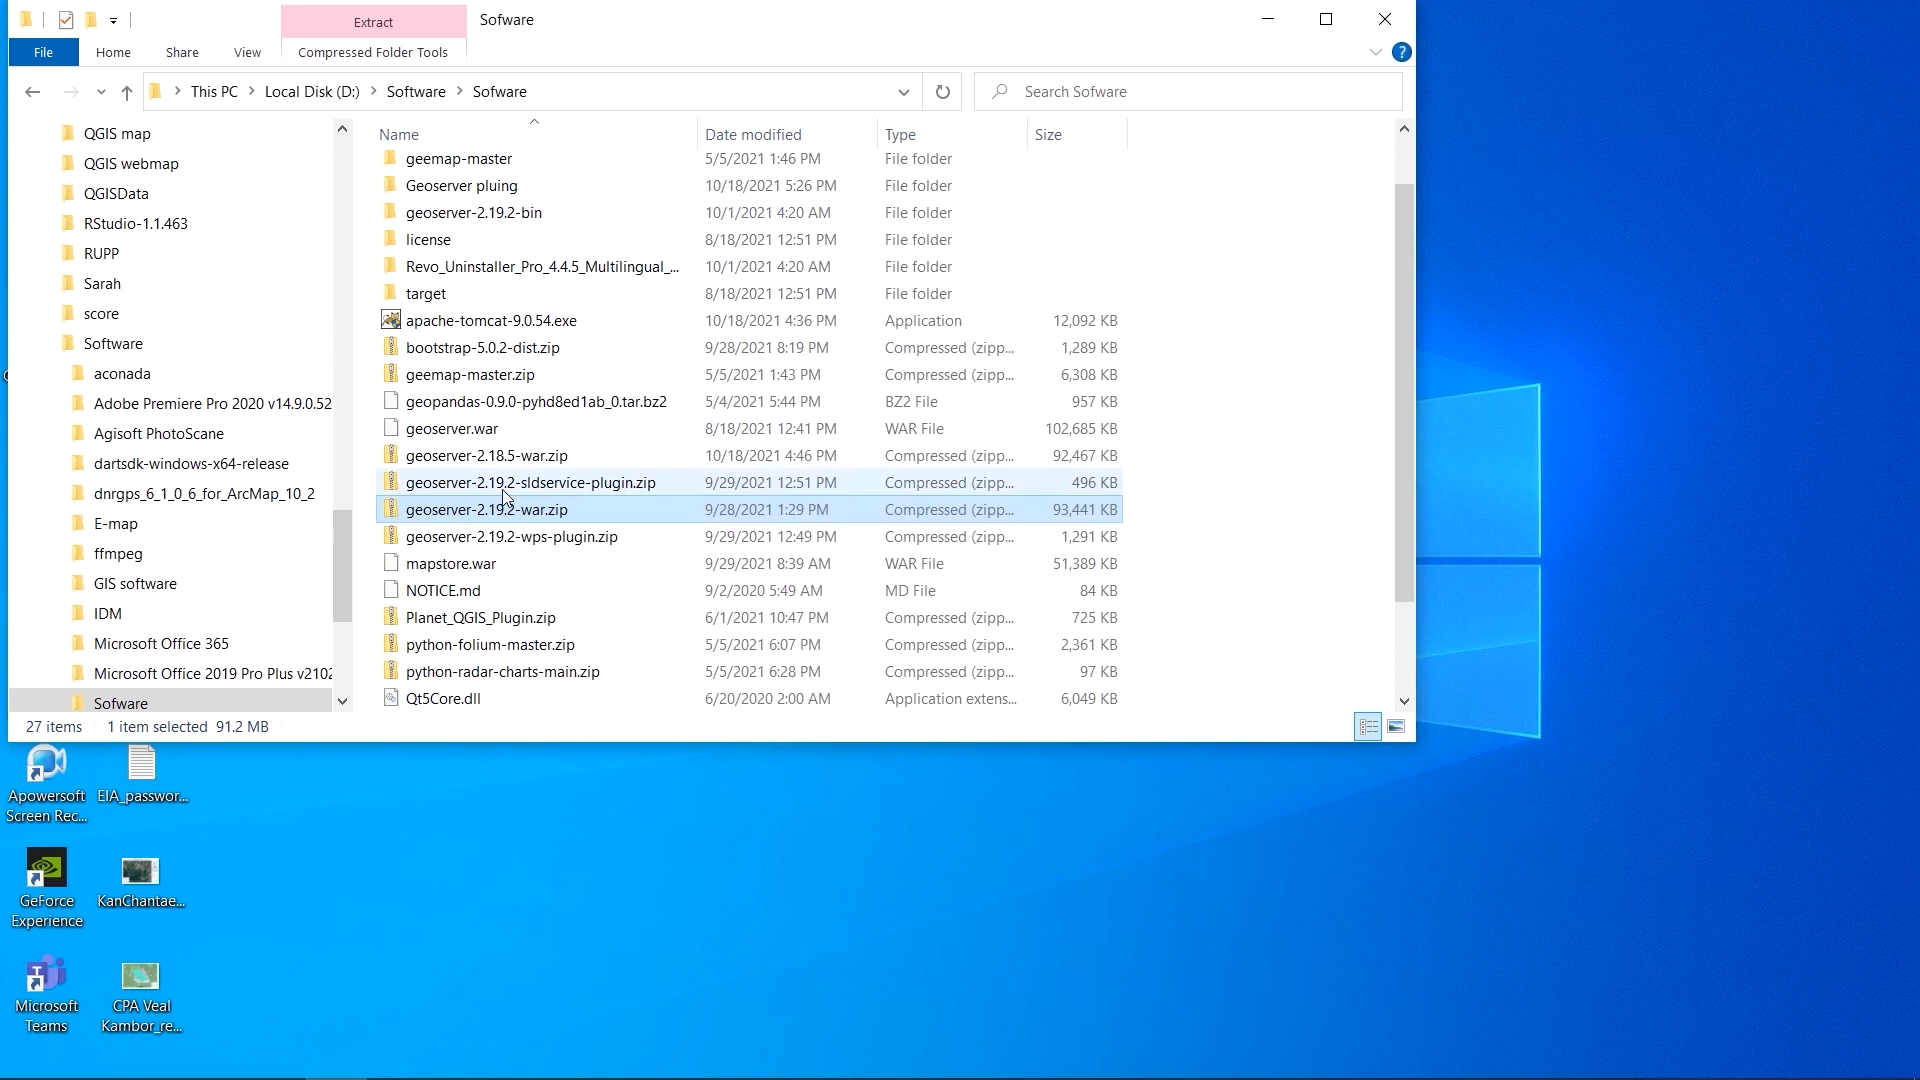 Extract
Sofware
File
Home
Share
View
Compressed Folder Tools
This PC > Local Disk (D:) > Software > Sofware
Search Sofware
QGIS map
QGIS webmap
QGISData
RStudio-1.1.463
RUPP
Sarah
score
Software
aconada
Adobe Premiere Pro 2020 v14.9.0.52
Agisoft PhotoScane
dartsdk-windows-x64-release
dnrgps_6_1_0_6_for_ArcMap_10_2
E-map
ffmpeg
GIS software
IDM
Microsoft Office 365
Microsoft Office 2019 Pro Plus v2102
Sofware
Name Date modified Type Size
geemap-master 5/5/2021 1:46 PM File folder
Geoserver pluing 10/18/2021 5:26 PM File folder
geoserver-2.19.2-bin 10/1/2021 4:20 AM File folder
license 8/18/2021 12:51 PM File folder
Revo_Uninstaller_Pro_4.4.5_Multilingual_... 10/1/2021 4:20 AM File folder
target 8/18/2021 12:51 PM File folder
apache-tomcat-9.0.54.exe 10/18/2021 4:36 PM Application 12,092 KB
bootstrap-5.0.2-dist.zip 9/28/2021 8:19 PM Compressed (zipp... 1,289 KB
geemap-master.zip 5/5/2021 1:43 PM Compressed (zipp... 6,308 KB
geopandas-0.9.0-pyhd8ed1ab_0.tar.bz2 5/4/2021 5:44 PM BZ2 File 957 KB
geoserver.war 8/18/2021 12:41 PM WAR File 102,685 KB
geoserver-2.18.5-war.zip 10/18/2021 4:46 PM Compressed (zipp... 92,467 KB
geoserver-2.19.2-sldservice-plugin.zip 9/29/2021 12:51 PM Compressed (zipp... 496 KB
geoserver-2.19.2-war.zip 9/28/2021 1:29 PM Compressed (zipp... 93,441 KB
geoserver-2.19.2-wps-plugin.zip 9/29/2021 12:49 PM Compressed (zipp... 1,291 KB
mapstore.war 9/29/2021 8:39 AM WAR File 51,389 KB
NOTICE.md 9/2/2020 5:49 AM MD File 84 KB
Planet_QGIS_Plugin.zip 6/1/2021 10:47 PM Compressed (zipp... 725 KB
python-folium-master.zip 5/5/2021 6:07 PM Compressed (zipp... 2,361 KB
python-radar-charts-main.zip 5/5/2021 6:28 PM Compressed (zipp... 97 KB
Qt5Core.dll 6/20/2020 2:00 AM Application extens... 6,049 KB
27 items 1 item selected 91.2 MB
Apowersoft
Screen Rec...
EIA_passwor...
GeForce
Experience
KanChantae...
Microsoft
Teams
CPA Veal
Kambor_re...